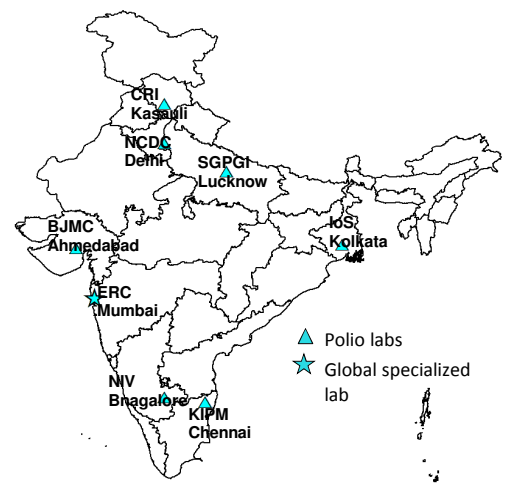 CRI
Kasauli
NCDC
Delhi
SGPGI
Lucknow
BJMC
Ahmedabad
IoS
Kolkata
ERC
Mumbai
Polio labs
Global specialized
lab
NIV
Bnagalore
KIPM
Chennai